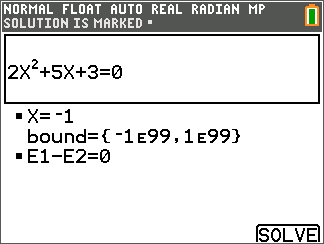 NORMAL FLOAT AUTO REAL RADIAN MP
SOLUTION IS MARKED ▪
2X²+5X+3=0
▪ X=⁻1
bound={⁻1ᴇ99,1ᴇ99}
▪ E1−E2=0
SOLVE